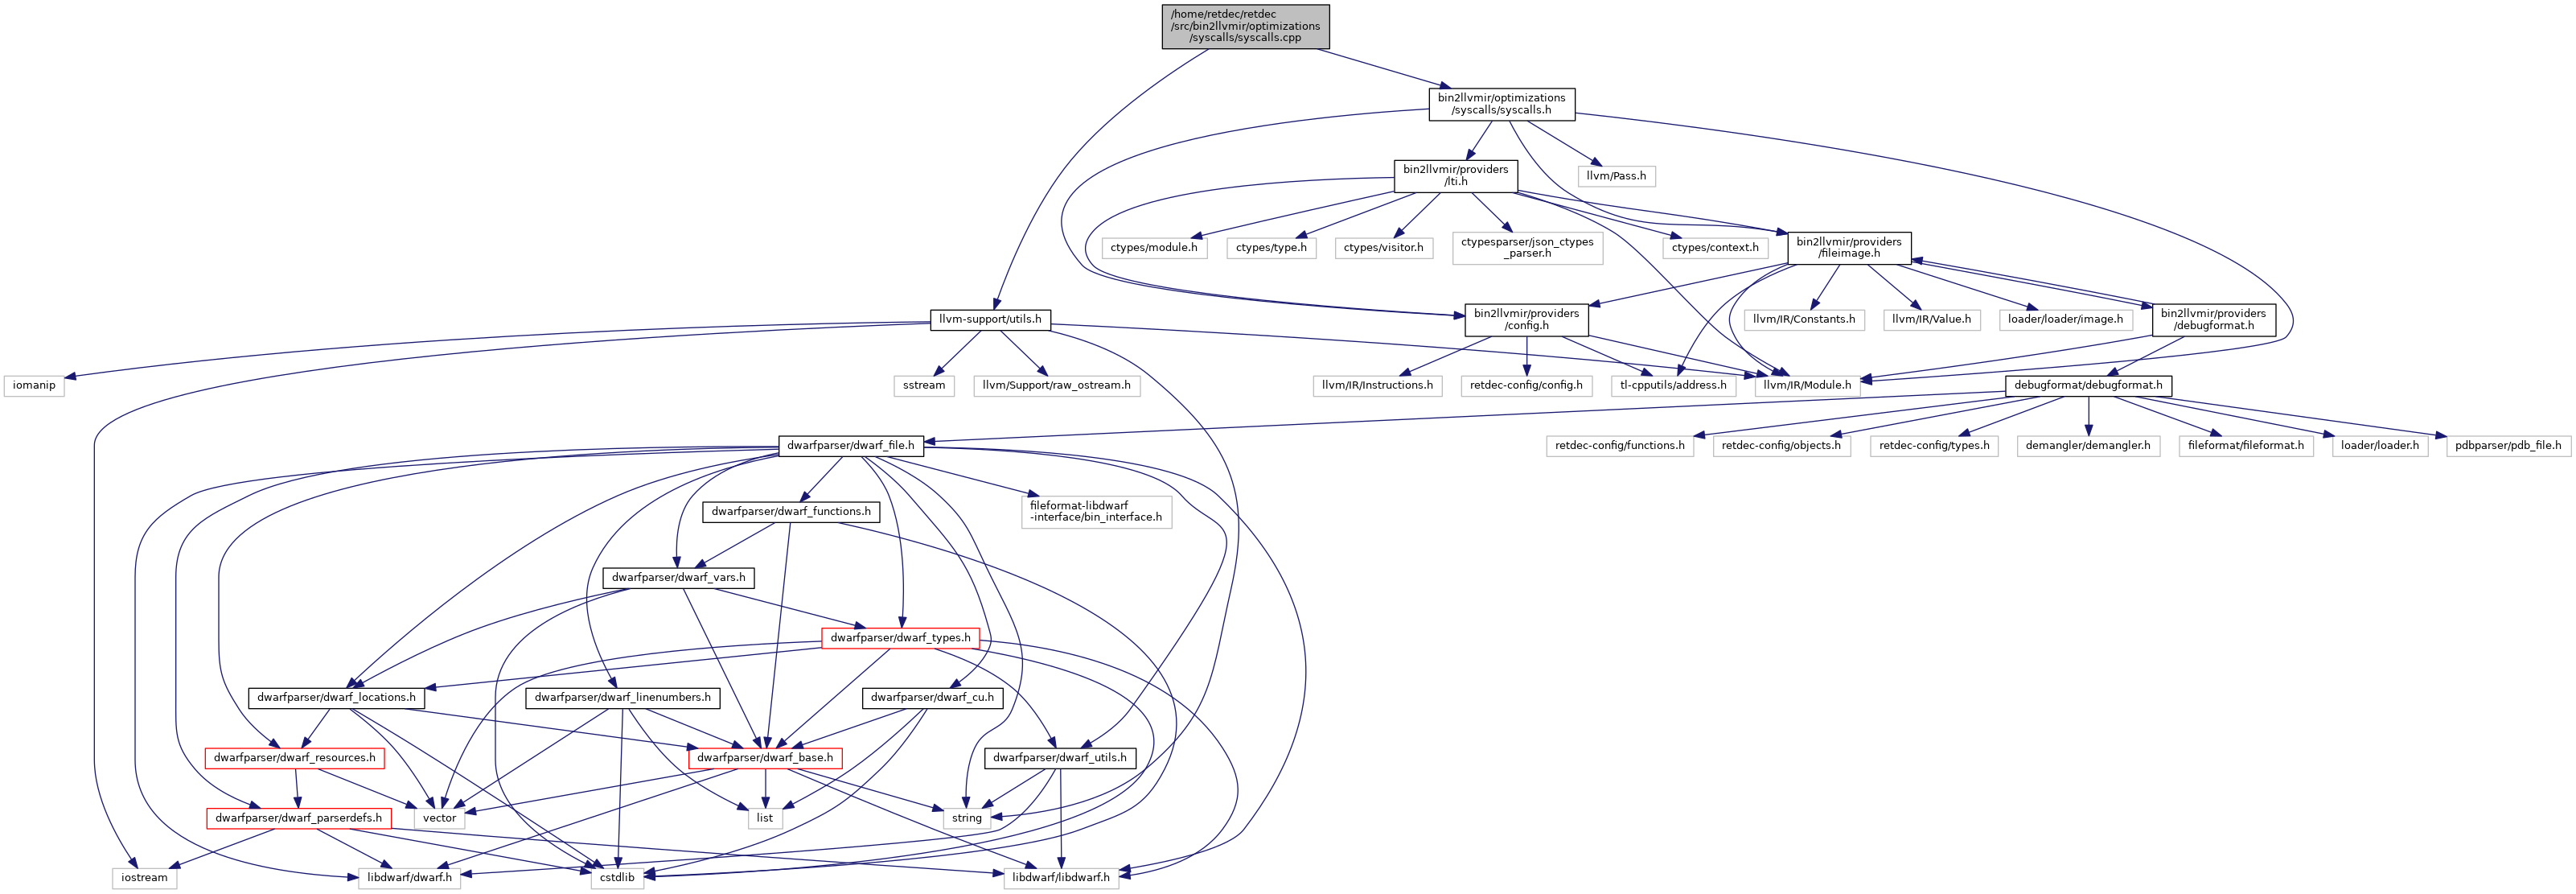 /home/retdec/retdec
/src/bin2llvmir/optimizations
/syscalls/syscalls.cpp
bin2llvmir/optimizations
/syscalls/syscalls.h
bin2llvmir/providers
/lti.h
llvm/Pass.h
ctypes/module.h
ctypes/type.h
ctypes/visitor.h
ctypesparser/json_ctypes
_parser.h
ctypes/context.h
bin2llvmir/providers
/fileimage.h
llvm-support/utils.h
bin2llvmir/providers
/config.h
llvm/IR/Constants.h
llvm/IR/Value.h
loader/loader/image.h
bin2llvmir/providers
/debugformat.h
iomanip
sstream
llvm/Support/raw_ostream.h
llvm/IR/Instructions.h
retdec-config/config.h
tl-cpputils/address.h
llvm/IR/Module.h
debugformat/debugformat.h
dwarfparser/dwarf_file.h
retdec-config/functions.h
retdec-config/objects.h
retdec-config/types.h
demangler/demangler.h
fileformat/fileformat.h
loader/loader.h
pdbparser/pdb_file.h
dwarfparser/dwarf_functions.h
fileformat-libdwarf
-interface/bin_interface.h
dwarfparser/dwarf_vars.h
dwarfparser/dwarf_types.h
dwarfparser/dwarf_locations.h
dwarfparser/dwarf_linenumbers.h
dwarfparser/dwarf_cu.h
dwarfparser/dwarf_resources.h
dwarfparser/dwarf_base.h
dwarfparser/dwarf_utils.h
dwarfparser/dwarf_parserdefs.h
vector
list
string
iostream
libdwarf/dwarf.h
cstdlib
libdwarf/libdwarf.h